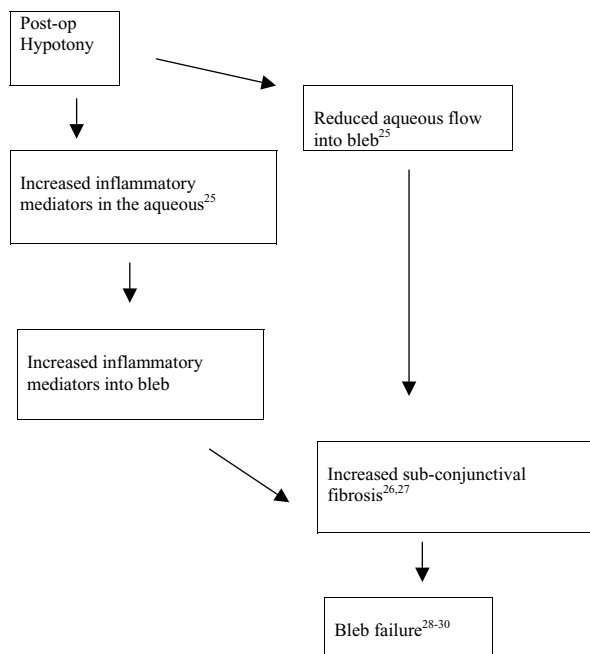 Post-op
Hypotony
Reduced aqueous flow
into bleb25
Increased inflammatory
mediators in the aqueous25
Increased inflammatory
mediators into bleb
Increased sub-conjunctival
fibrosis26,27
Bleb failure28-30